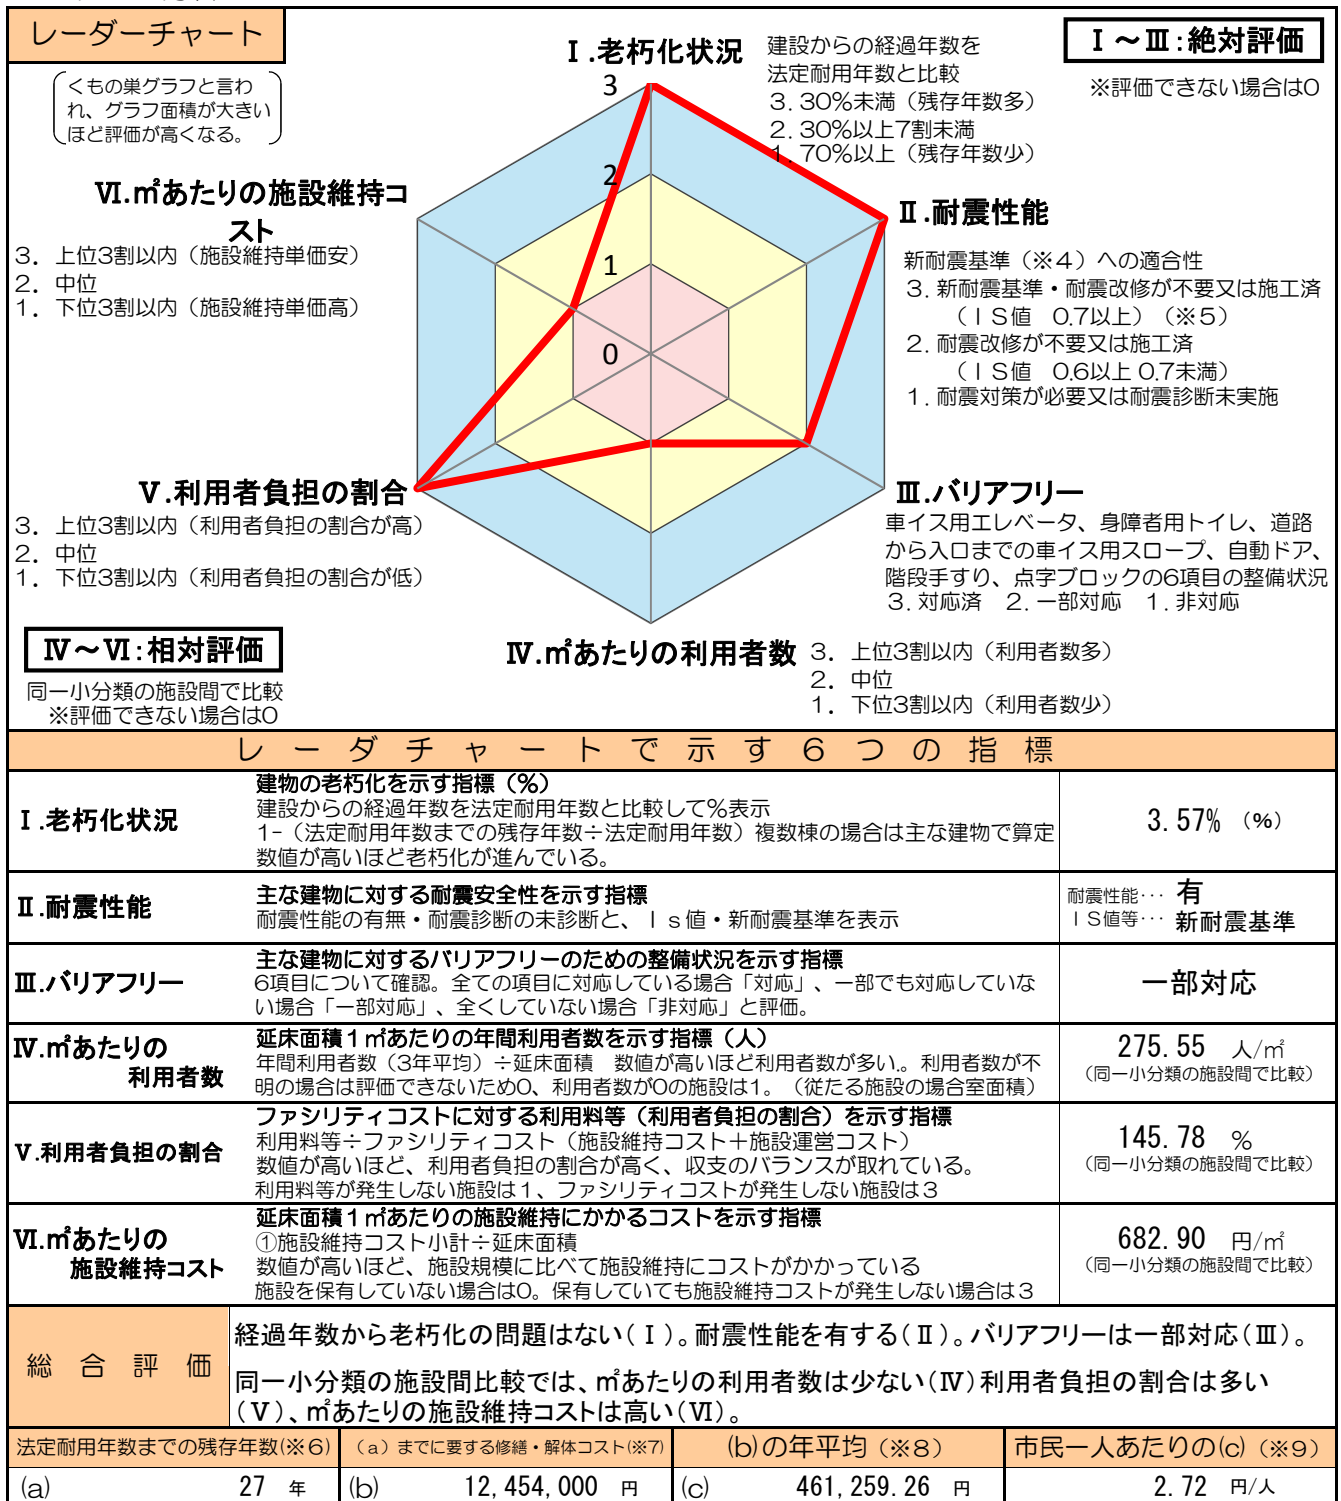 レーダーチャート
くもの巣グラフと言わ
れ、グラフ面積が大きい
ほど評価が高くなる。
Ⅰ.老朽化状況
建設からの経過年数を
法定耐用年数と比較
3.30%未満（残存年数多）
2.30%以上7割未満
1.70%以上（残存年数少）
Ⅰ～Ⅲ:絶対評価
※評価できない場合は0
3
2
1
0
Ⅵ.㎡あたりの施設維持コ
スト
3．上位3割以内（施設維持単価安）
2．中位
1．下位3割以内（施設維持単価高）
Ⅱ.耐震性能
新耐震基準（※４）への適合性
3.新耐震基準・耐震改修が不要又は施工済
（ＩＳ値　0.7以上）（※５）
2.耐震改修が不要又は施工済
（ＩＳ値　0.6以上 0.7未満）
1.耐震対策が必要又は耐震診断未実施
Ⅴ.利用者負担の割合
3．上位3割以内（利用者負担の割合が高）
2．中位
1．下位3割以内（利用者負担の割合が低）
Ⅲ.バリアフリー
車イス用エレベータ、身障者用トイレ、道路
から入口までの車イス用スロープ、自動ドア、
階段手すり、点字ブロックの6項目の整備状況
3.対応済　2.一部対応　1.非対応
Ⅳ～Ⅵ:相対評価
同一小分類の施設間で比較
※評価できない場合は0
Ⅳ.㎡あたりの利用者数
3．上位3割以内（利用者数多）
2．中位
1．下位3割以内（利用者数少）
レーダチャートで示す６つの指標
Ⅰ.老朽化状況
建物の老朽化を示す指標（%）
建設からの経過年数を法定耐用年数と比較して%表示
1-（法定耐用年数までの残存年数÷法定耐用年数）複数棟の場合は主な建物で算定
数値が高いほど老朽化が進んでいる。
3.57% （%）
Ⅱ.耐震性能
主な建物に対する耐震安全性を示す指標
耐震性能の有無・耐震診断の未診断と、Ｉｓ値・新耐震基準を表示
耐震性能･･･ 有
ＩＳ値等･･･ 新耐震基準
Ⅲ.バリアフリー
主な建物に対するバリアフリーのための整備状況を示す指標
6項目について確認。全ての項目に対応している場合「対応」、一部でも対応していな
い場合「一部対応」、全くしていない場合「非対応」と評価。
一部対応
Ⅳ.㎡あたりの
利用者数
延床面積１㎡あたりの年間利用者数を示す指標（人）
年間利用者数（3年平均）÷延床面積　数値が高いほど利用者数が多い。利用者数が不
明の場合は評価できないため0、利用者数が0の施設は1。（従たる施設の場合室面積）
275.55 人/㎡
（同一小分類の施設間で比較）
Ⅴ.利用者負担の割合
ファシリティコストに対する利用料等（利用者負担の割合）を示す指標
利用料等÷ファシリティコスト（施設維持コスト＋施設運営コスト）
数値が高いほど、利用者負担の割合が高く、収支のバランスが取れている。
利用料等が発生しない施設は１、ファシリティコストが発生しない施設は３
145.78 %
（同一小分類の施設間で比較）
Ⅵ.㎡あたりの
施設維持コスト
延床面積１㎡あたりの施設維持にかかるコストを示す指標
①施設維持コスト小計÷延床面積
数値が高いほど、施設規模に比べて施設維持にコストがかかっている
施設を保有していない場合は0。保有していても施設維持コストが発生しない場合は３
682.90 円/㎡
（同一小分類の施設間で比較）
総合評価
経過年数から老朽化の問題はない(Ⅰ)。耐震性能を有する(Ⅱ)。バリアフリーは一部対応(Ⅲ)。
同一小分類の施設間比較では、㎡あたりの利用者数は少ない(Ⅳ)利用者負担の割合は多い
(Ⅴ)、㎡あたりの施設維持コストは高い(Ⅵ)。
法定耐用年数までの残存年数(※６)
（a）までに要する修繕・解体コスト(※7)
(b)の年平均（※８）
市民一人あたりの(c)（※９）
(a) 27 年
(b) 12,454,000 円
(c) 461,259.26 円
2.72 円/人